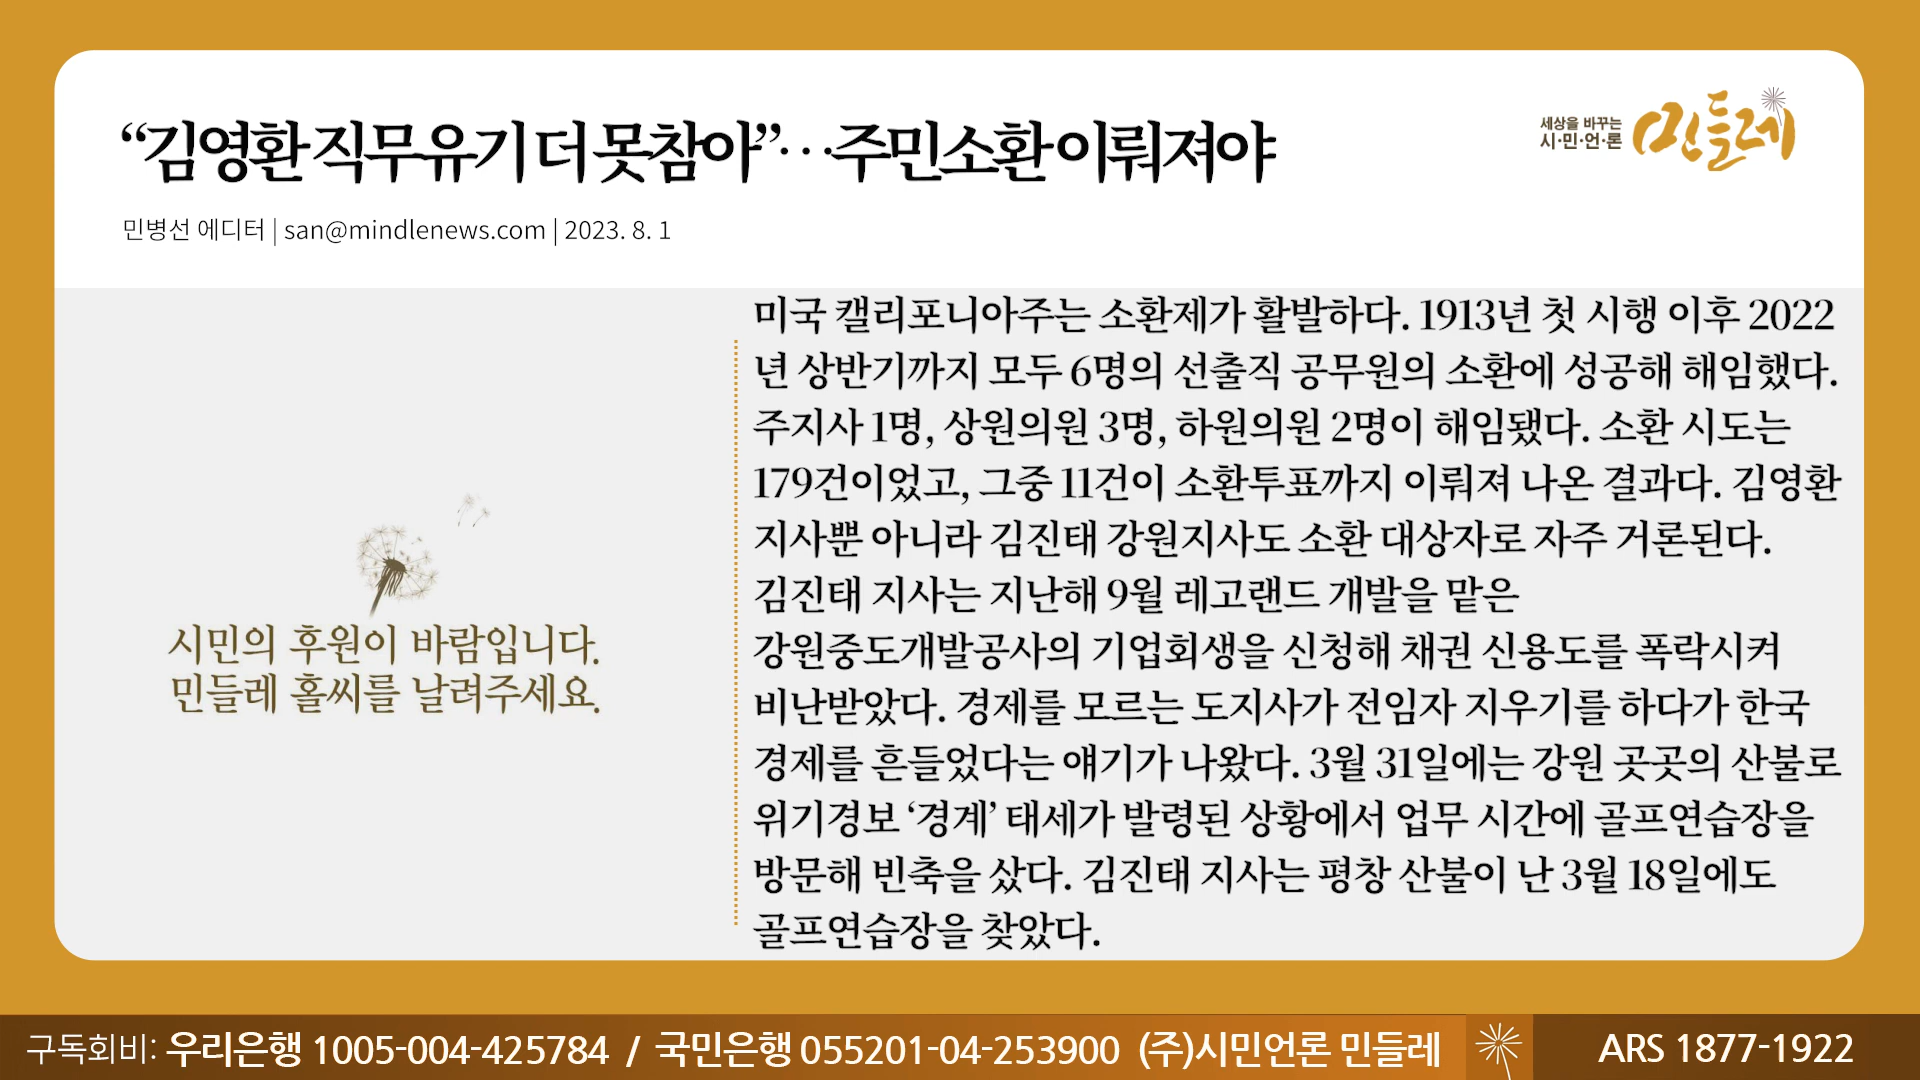 “김영환 직무유기 더 못참아”…주민소환 이뤄져야
세상을 바꾸는
시·민·언·론
민들레
민병선 에디터 | san@mindlenews.com | 2023. 8. 1
시민의 후원이 바람입니다.
민들레 홀씨를 날려주세요.
미국 캘리포니아주는 소환제가 활발하다. 1913년 첫 시행 이후 2022
년 상반기까지 모두 6명의 선출직 공무원의 소환에 성공해 해임했다.
주지사 1명, 상원의원 3명, 하원의원 2명이 해임됐다. 소환 시도는
179건이었고, 그중 11건이 소환투표까지 이뤄져 나온 결과다. 김영환
지사뿐 아니라 김진태 강원지사도 소환 대상자로 자주 거론된다.
김진태 지사는 지난해 9월 레고랜드 개발을 맡은
강원중도개발공사의 기업회생을 신청해 채권 신용도를 폭락시켜
비난받았다. 경제를 모르는 도지사가 전임자 지우기를 하다가 한국
경제를 흔들었다는 얘기가 나왔다. 3월 31일에는 강원 곳곳의 산불로
위기경보 ‘경계’ 태세가 발령된 상황에서 업무 시간에 골프연습장을
방문해 빈축을 샀다. 김진태 지사는 평창 산불이 난 3월 18일에도
골프연습장을 찾았다.
구독회비: 우리은행 1005-004-425784 / 국민은행 055201-04-253900 (주)시민언론 민들레
ARS 1877-1922